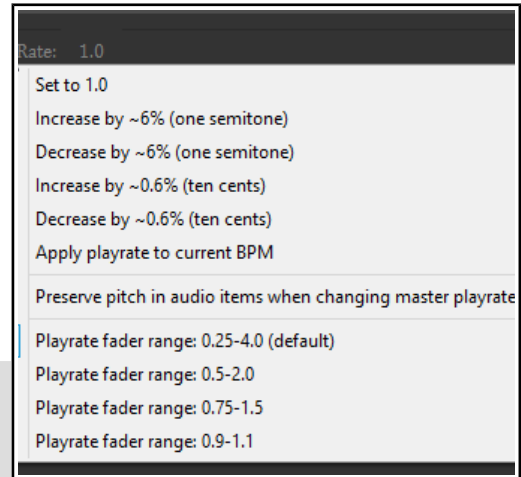 Rate: 1.0
Set to 1.0
Increase by ~6% (one semitone)
Decrease by ~6% (one semitone)
Increase by ~0.6% (ten cents)
Decrease by ~0.6% (ten cents)
Apply playrate to current BPM
Preserve pitch in audio items when changing master playrate
Playrate fader range: 0.25-4.0 (default)
Playrate fader range: 0.5-2.0
Playrate fader range: 0.75-1.5
Playrate fader range: 0.9-1.1